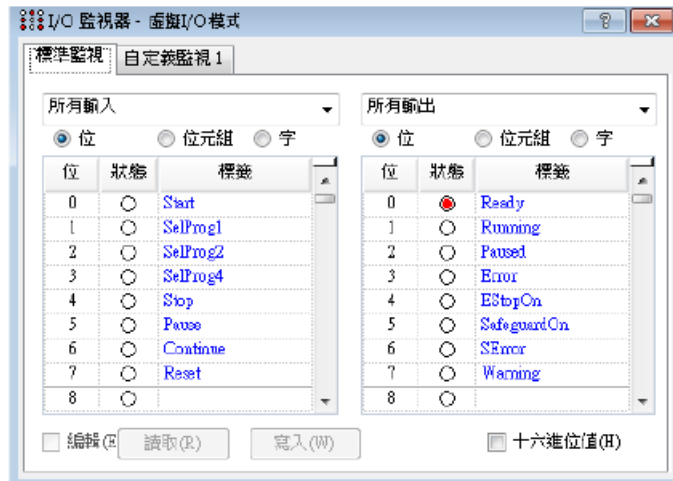 I/O 監視器 - 虛擬I/O模式
標準監視 自定義監視 1
所有輸入 所有輸出
位 位元組 字 位 位元組 字
位 狀態 標籤 位 狀態 標籤
0 Start 0 Ready
1 SelProg1 1 Running
2 SelProg2 2 Paused
3 SelProg4 3 Error
4 Stop 4 EStopOn
5 Pause 5 SafeguardOn
6 Continue 6 SError
7 Reset 7 Warning
8 8
編輯(E 讀取(R) 寫入(W) 十六進位值(H)